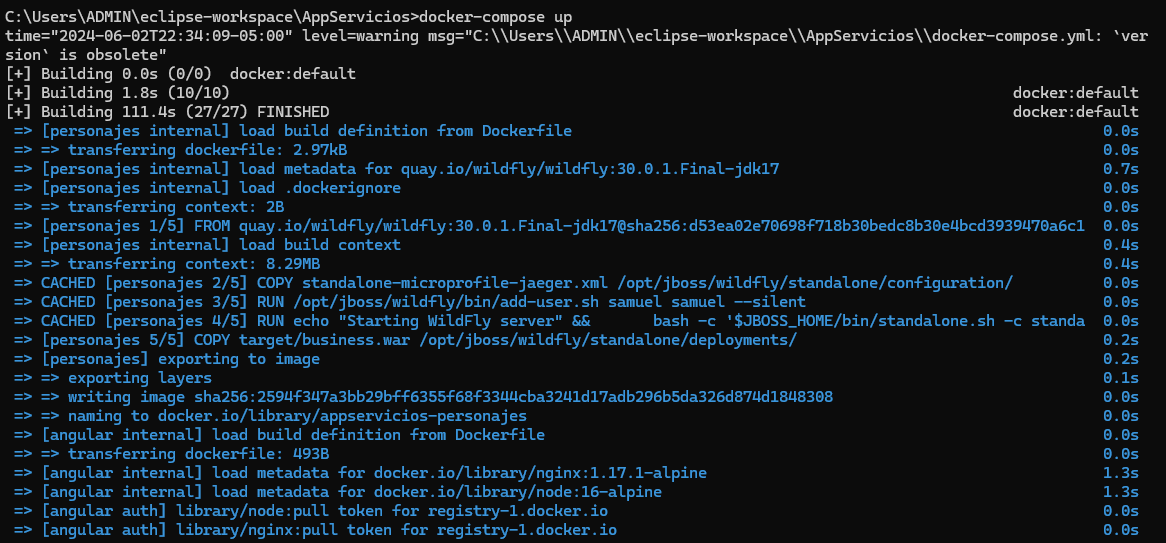 C:\Users\ADMIN\eclipse-workspace\AppServicios>docker-compose up
time="2024-06-02T22:34:09-05:00" level=warning msg="C:\\Users\\ADMIN\\eclipse-workspace\\AppServicios\\docker-compose.yml: `ver
sion` is obsolete"
[+] Building 0.0s (0/0)  docker:default
[+] Building 1.8s (10/10) docker:default
[+] Building 111.4s (27/27) FINISHED docker:default
=> [personajes internal] load build definition from Dockerfile 0.0s
=> => transferring dockerfile: 2.97kB 0.0s
=> [personajes internal] load metadata for quay.io/wildfly/wildfly:30.0.1.Final-jdk17 0.7s
=> [personajes internal] load .dockerignore 0.0s
=> => transferring context: 2B 0.0s
=> [personajes 1/5] FROM quay.io/wildfly/wildfly:30.0.1.Final-jdk17@sha256:d53ea02e70698f718b30bedc8b30e4bcd3939470a6c1 0.0s
=> [personajes internal] load build context 0.4s
=> => transferring context: 8.29MB 0.4s
=> CACHED [personajes 2/5] COPY standalone-microprofile-jaeger.xml /opt/jboss/wildfly/standalone/configuration/ 0.0s
=> CACHED [personajes 3/5] RUN /opt/jboss/wildfly/bin/add-user.sh samuel samuel --silent 0.0s
=> CACHED [personajes 4/5] RUN echo "Starting WildFly server" &&       bash -c '$JBOSS_HOME/bin/standalone.sh -c standa 0.0s
=> [personajes 5/5] COPY target/business.war /opt/jboss/wildfly/standalone/deployments/ 0.2s
=> [personajes] exporting to image 0.2s
=> => exporting layers 0.1s
=> => writing image sha256:2594f347a3bb29bff6355f68f3344cba3241d17adb296b5da326d874d1848308 0.0s
=> => naming to docker.io/library/appservicios-personajes 0.0s
=> [angular internal] load build definition from Dockerfile 0.0s
=> => transferring dockerfile: 493B 0.0s
=> [angular internal] load metadata for docker.io/library/nginx:1.17.1-alpine 1.3s
=> [angular internal] load metadata for docker.io/library/node:16-alpine 1.3s
=> [angular auth] library/node:pull token for registry-1.docker.io 0.0s
=> [angular auth] library/nginx:pull token for registry-1.docker.io 0.0s